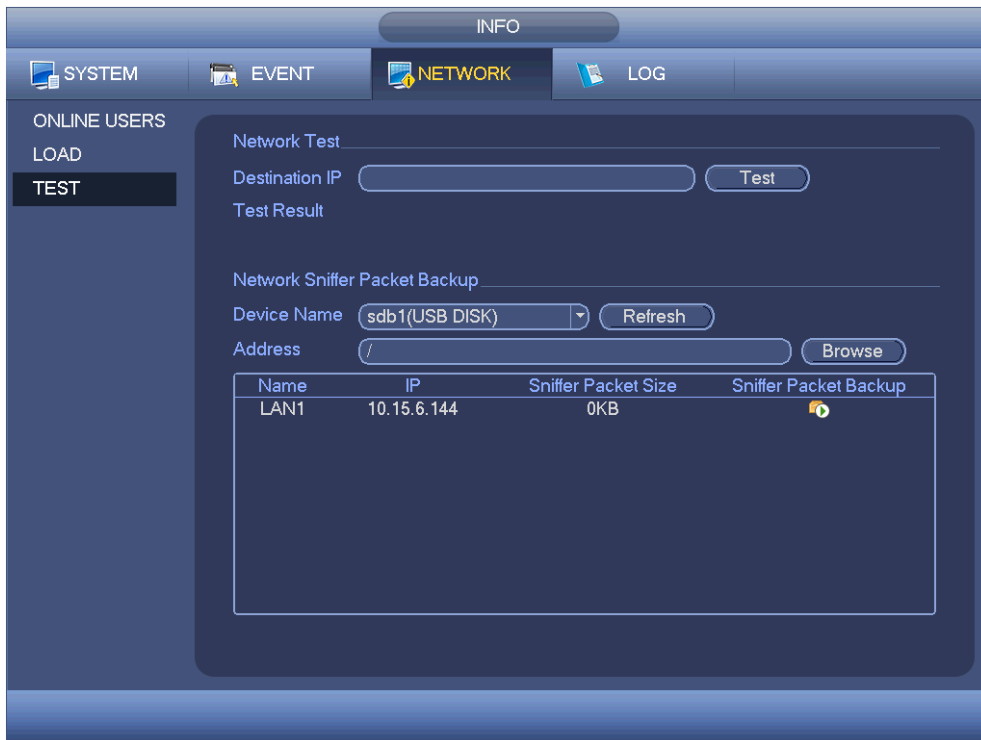 INFO
SYSTEM EVENT NETWORK LOG
ONLINE USERS
LOAD
TEST
Network Test
Destination IP Test
Test Result
Network Sniffer Packet Backup
Device Name sdb1(USB DISK) Refresh
Address / Browse
Name IP Sniffer Packet Size Sniffer Packet Backup
LAN1 10.15.6.144 0KB